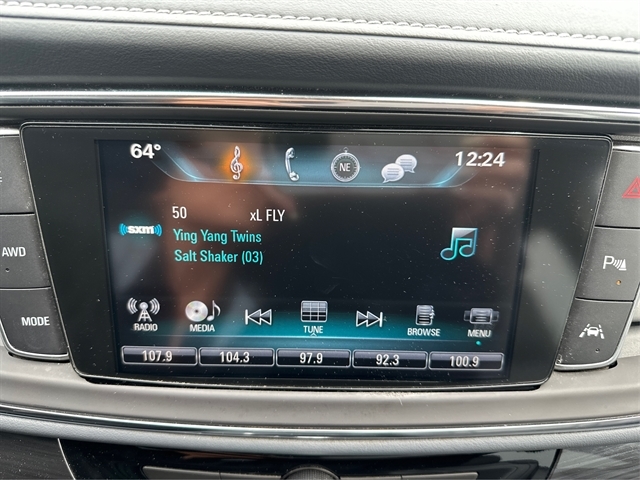 64°
NE
12:24
50 xL FLY
sxm
Ying Yang Twins
Salt Shaker (03)
AWD
MODE
RADIO
MEDIA
TUNE
BROWSE
MENU
107.9 104.3 97.9 92.3 100.9
P